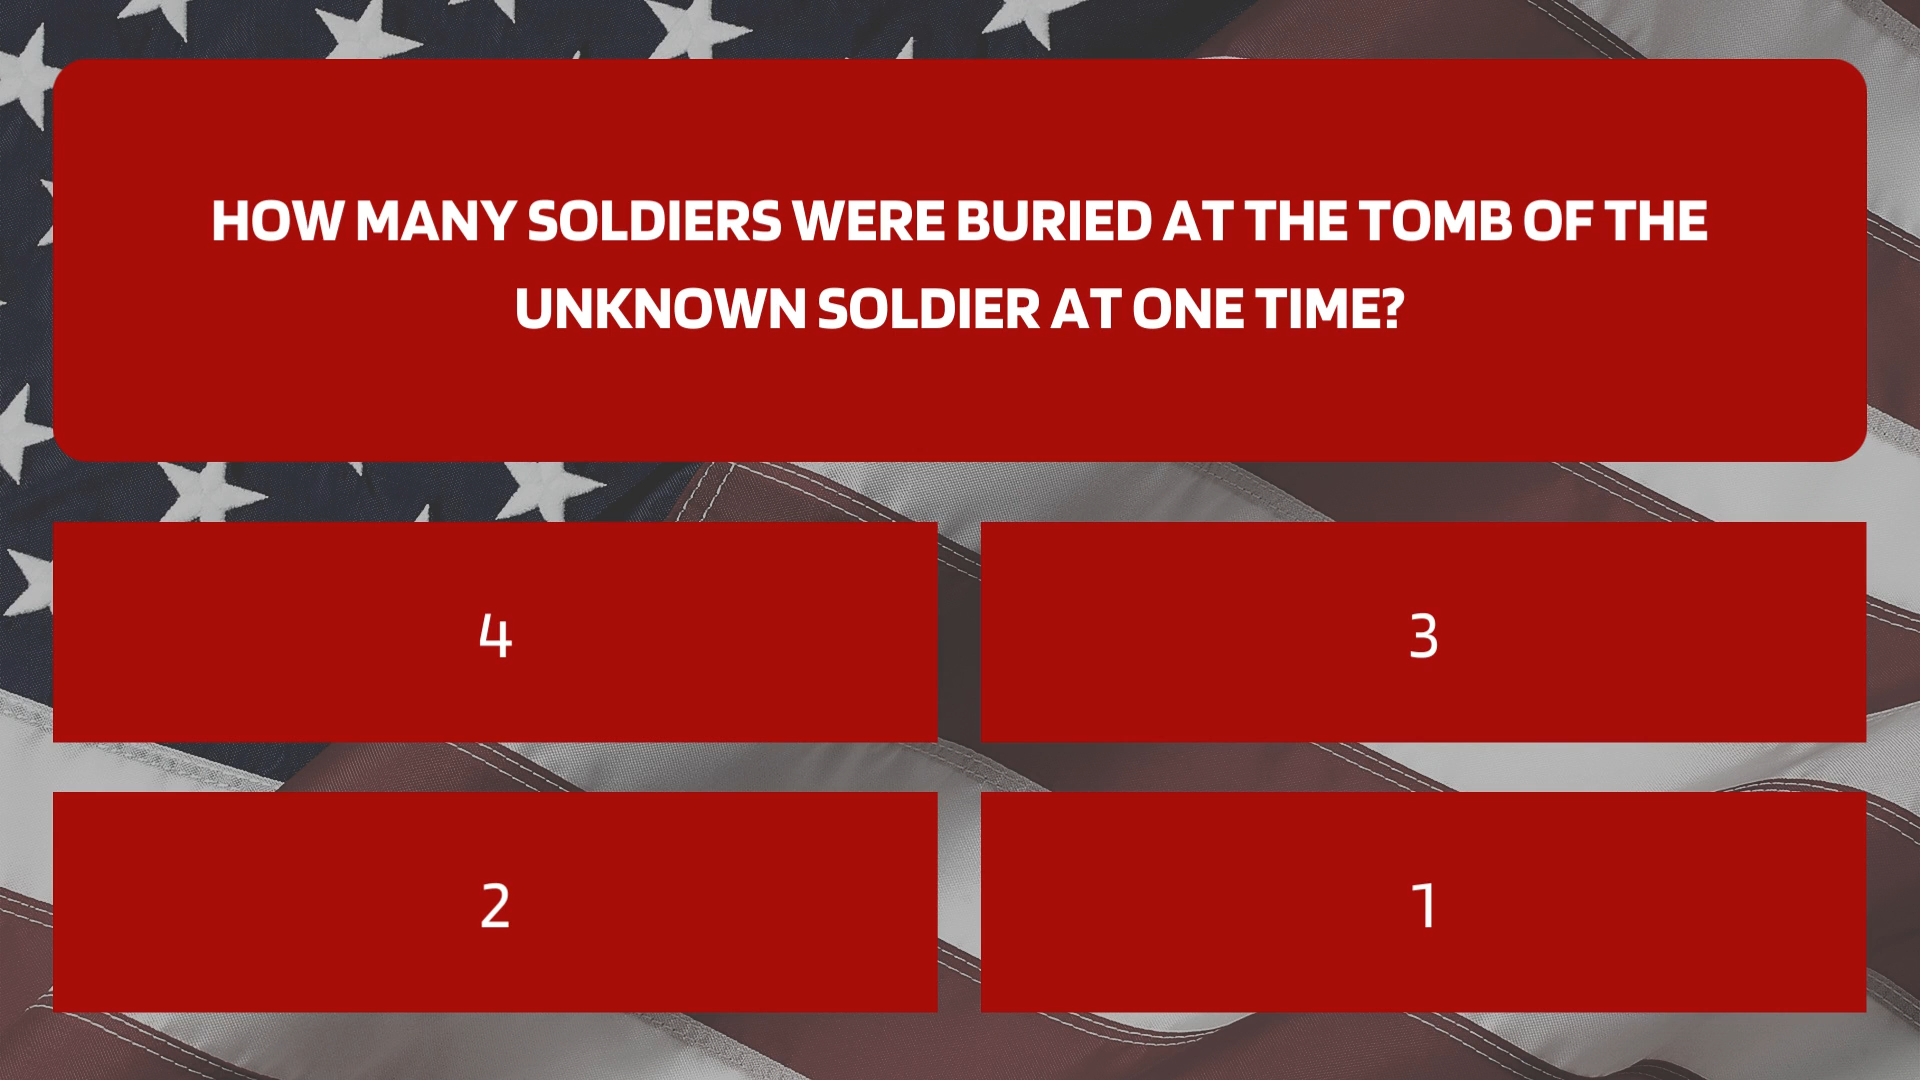 HOW MANY SOLDIERS WERE BURIED AT THE TOMB OF THE
UNKNOWN SOLDIER AT ONE TIME?
4
3
2
1